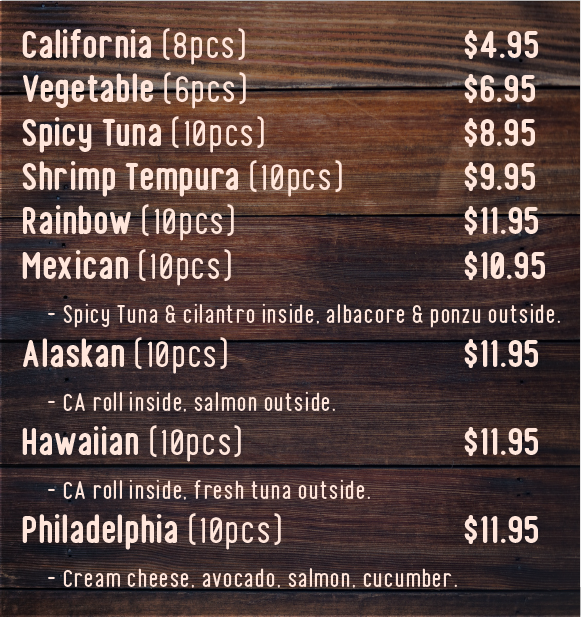 California (8pcs) $4.95
Vegetable (6pcs) $6.95
Spicy Tuna (10pcs) $8.95
Shrimp Tempura (10pcs) $9.95
Rainbow (10pcs) $11.95
Mexican (10pcs) $10.95
- Spicy Tuna & cilantro inside, albacore & ponzu outside.
Alaskan (10pcs) $11.95
- CA roll inside, salmon outside.
Hawaiian (10pcs) $11.95
- CA roll inside, fresh tuna outside.
Philadelphia (10pcs) $11.95
- Cream cheese, avocado, salmon, cucumber.